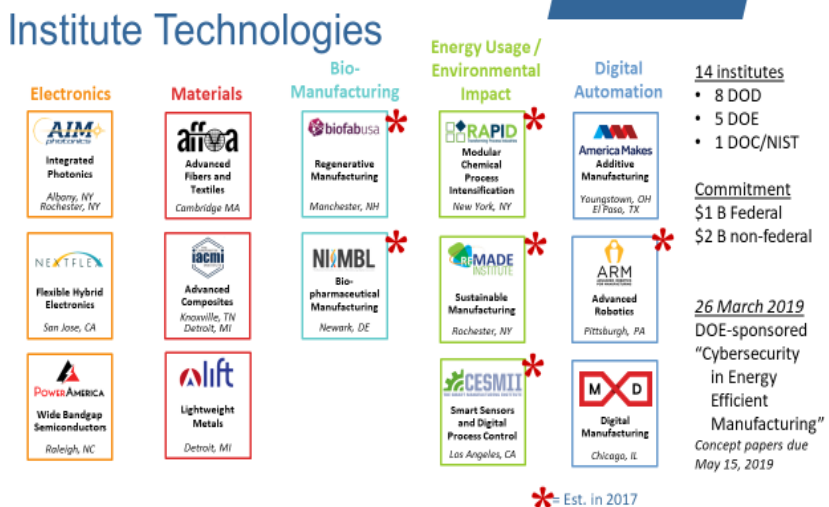 Institute Technologies
Electronics
AIM
photonics
Integrated
Photonics
Albany, NY
Rochester, NY
NEXTFLEX
Flexible Hybrid
Electronics
San Jose, CA
POWERAMERICA
Wide Bandgap
Semiconductors
Raleigh, NC
Materials
affoa
Advanced
Fibers and
Textiles
Cambridge MA
iacmi
Advanced
Composites
Knoxville, TN
Detroit, MI
lift
Lightweight
Metals
Detroit, MI
Bio-
Manufacturing
biofabusa
Regenerative
Manufacturing
Manchester, NH
NIIMBL
Bio-
pharmaceutical
Manufacturing
Newark, DE
Energy Usage /
Environmental
Impact
RAPID
Modular
Chemical
Process
Intensification
New York, NY
REMADE
INSTITUTE
Sustainable
Manufacturing
Rochester, NY
CESMII
Smart Sensors
and Digital
Process Control
Los Angeles, CA
Digital
Automation
America Makes
Additive
Manufacturing
Youngstown, OH
El Paso, TX
ARM
Advanced
Robotics
Pittsburgh, PA
M D
Digital
Manufacturing
Chicago, IL
14 institutes
• 8 DOD
• 5 DOE
• 1 DOC/NIST
Commitment
$1 B Federal
$2 B non-federal
26 March 2019
DOE-sponsored
“Cybersecurity
in Energy
Efficient
Manufacturing”
Concept papers due
May 15, 2019
= Est. in 2017